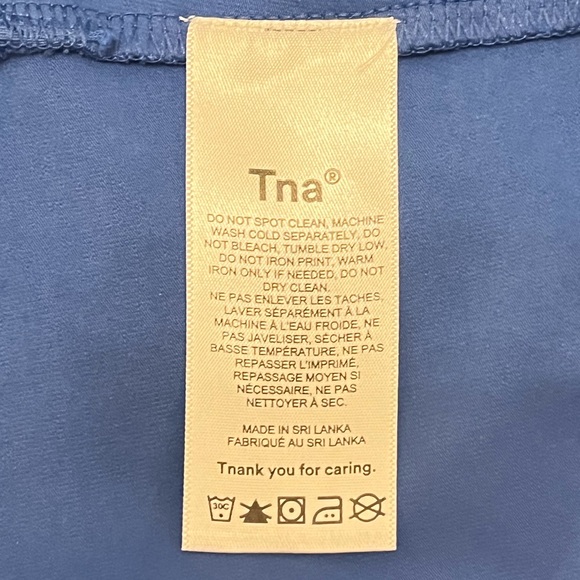 Tna®
DO NOT SPOT CLEAN, MACHINE
WASH COLD SEPARATELY, DO
NOT BLEACH, TUMBLE DRY LOW,
DO NOT IRON PRINT, WARM
IRON ONLY IF NEEDED, DO NOT
DRY CLEAN.
NE PAS ENLEVER LES TACHES,
LAVER SÉPARÉMENT À LA
MACHINE À L'EAU FROIDE, NE
PAS JAVELISER, SÉCHER À
BASSE TEMPÉRATURE, NE PAS
REPASSER L'IMPRIMÉ,
REPASSAGE MOYEN SI
NÉCESSAIRE, NE PAS
NETTOYER À SEC.
MADE IN SRI LANKA
FABRIQUÉ AU SRI LANKA
Tnank you for caring.
30C